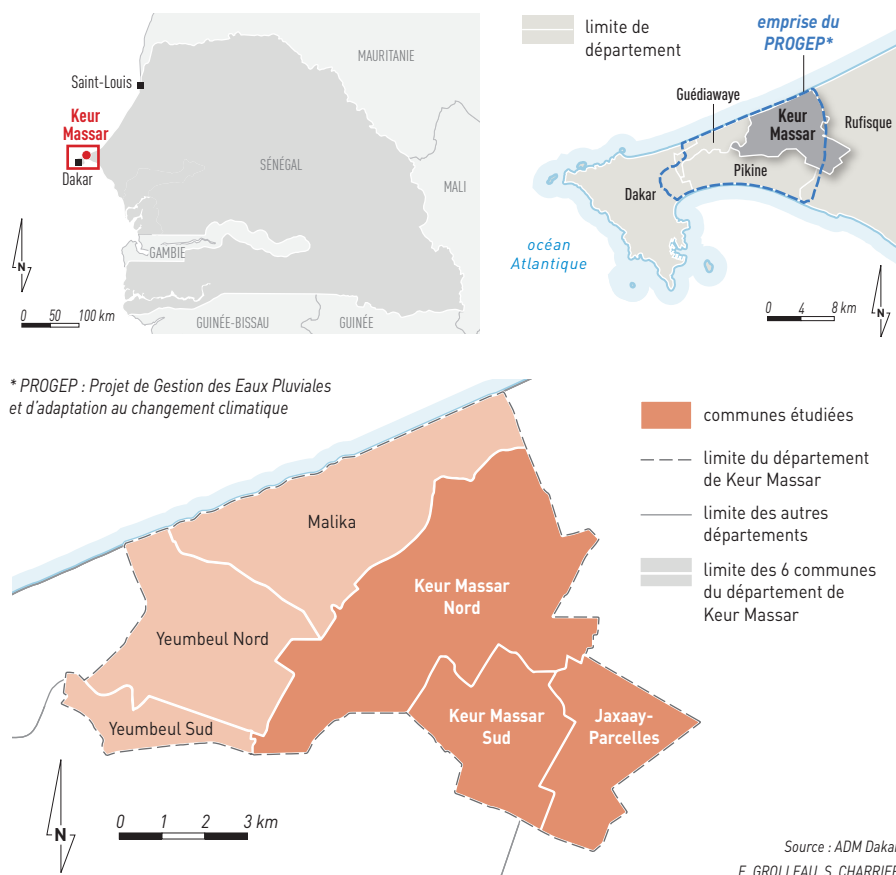 MAURITANIE
Saint-Louis
Keur
Massar
Dakar
SÉNÉGAL
MALI
GAMBIE
GUINÉE-BISSAU
GUINÉE
N
0 50 100 km
limite de
département
emprise du
PROGEP*
Guédiawaye
Keur
Massar
Rufisque
Pikine
Dakar
océan
Atlantique
0 4 8 km
N
* PROGEP : Projet de Gestion des Eaux Pluviales
et d'adaptation au changement climatique
communes étudiées
limite du département
de Keur Massar
limite des autres
départements
limite des 6 communes
du département de
Keur Massar
Malika
Keur Massar
Nord
Yeumbeul Nord
Yeumbeul Sud
Keur Massar
Sud
Jaxaay-
Parcelles
N
0 1 2 3 km
Source : ADM Dakar
E. GROLLEAU, S. CHARRIER